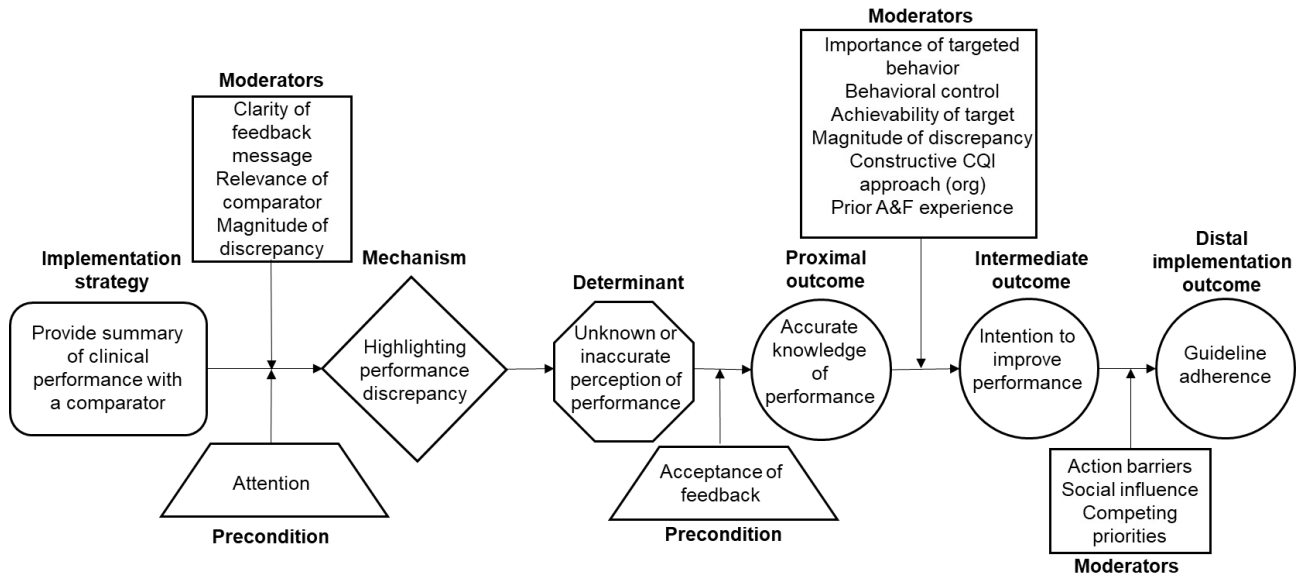 Moderators
Importance of targeted
behavior
Behavioral control
Achievability of target
Magnitude of discrepancy
Constructive CQI
approach (org)
Prior A&F experience
Moderators
Clarity of
feedback
message
Relevance of
comparator
Magnitude of
discrepancy
Implementation
strategy
Provide summary
of clinical
performance with
a comparator
Attention
Precondition
Mechanism
Highlighting
performance
discrepancy
Determinant
Unknown or
inaccurate
perception of
performance
Acceptance of
feedback
Precondition
Proximal
outcome
Accurate
knowledge
of
performance
Intermediate
outcome
Intention to
improve
performance
Action barriers
Social influence
Competing
priorities
Moderators
Distal
implementation
outcome
Guideline
adherence